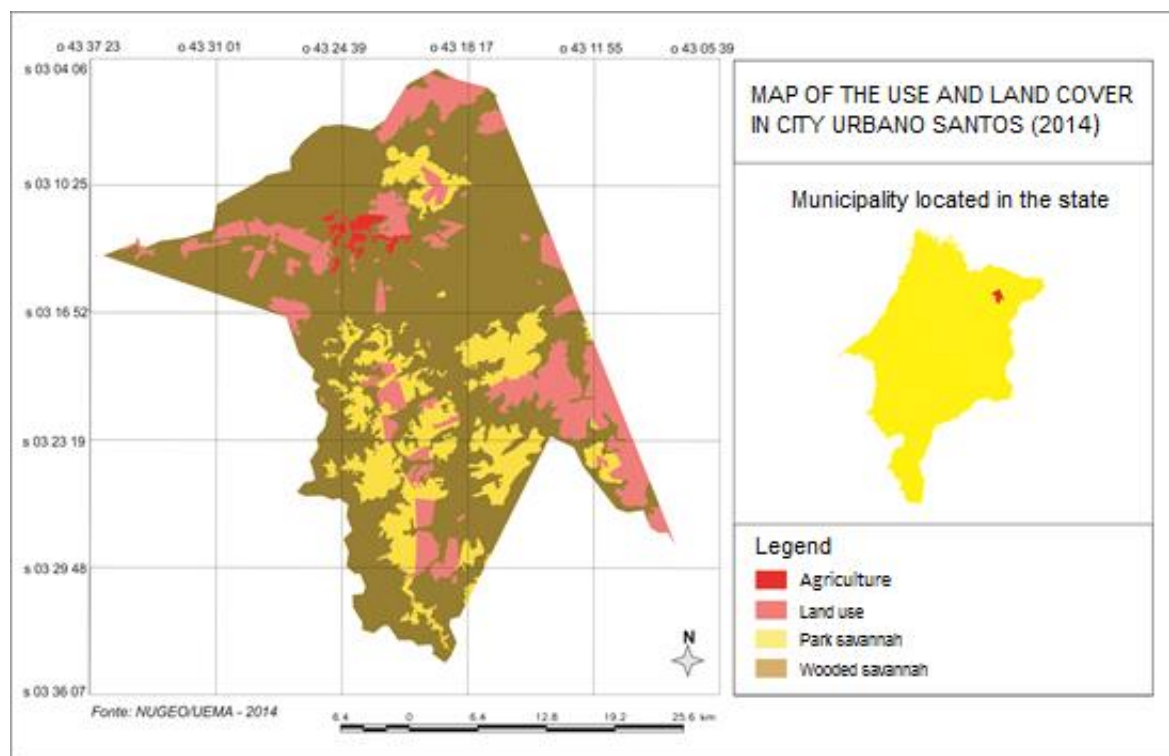 o 43 37 23 o 43 31 01 o 43 24 39 o 43 18 17 o 43 11 55 o 43 05 39
s 03 04 06
s 03 10 25
s 03 16 52
s 03 23 19
s 03 29 48
s 03 36 07
N
Fonte: NUGEO/UEMA - 2014
6.4 0 6.4 12.8 19.2 25.6 km
MAP OF THE USE AND LAND COVER
IN CITY URBANO SANTOS (2014)
Municipality located in the state
Legend
Agriculture
Land use
Park savannah
Wooded savannah